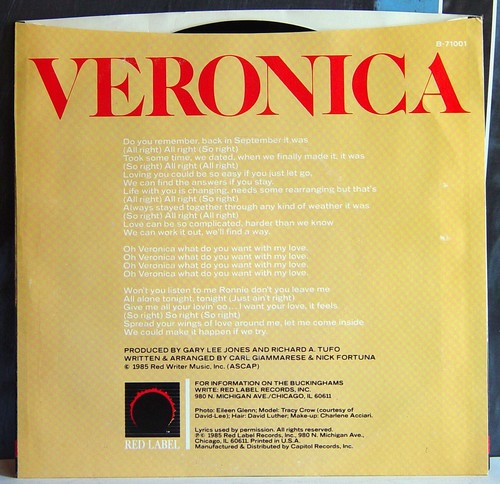 B-71001
VERONICA
Do you remember, back in September it was
(All right) All right (So right)
Took some time, we dated, when we finally made it, it was
(So right) All right (All right)
Loving you could be so easy if you just let go,
We can find the answers if you stay.
Life with you is changing, needs some rearranging but that's
(All right) All right (So right)
Always stayed together through any kind of weather it was
(So right) All right (All right)
Love can be so complicated, harder than we know
We can work it out, we'll find a way.
Oh Veronica what do you want with my love.
Oh Veronica what do you want with my love.
Oh Veronica what do you want with my love.
Oh Veronica what do you want with my love.
Won't you listen to me Ronnie don't you leave me
All alone tonight, tonight (Just ain't right)
Give me all your lovin' oo... I want your love, it feels.
(So right) So right (So right)
Spread your wings of love around me, let me come inside
We could make it happen if we try.
PRODUCED BY GARY LEE JONES AND RICHARD A. TUFO
WRITTEN & ARRANGED BY CARL GIAMMARESE & NICK FORTUNA
© 1985 Red Writer Music, Inc. (ASCAP)
FOR INFORMATION ON THE BUCKINGHAMS
WRITE: RED LABEL RECORDS, INC.
980 N. MICHIGAN AVE./CHICAGO, IL 60611
Photo: Eileen Glenn; Model: Tracy Crow (courtesy of
David-Lee); Hair: David Luther; Make-up: Charlene Acciari.
Lyrics used by permission. All rights reserved.
℗© 1985 Red Label Records, Inc., 980 N. Michigan Ave.,
Chicago, IL 60611. Printed in U.S.A.
Manufactured & Distributed by Capitol Records, Inc.
RED LABEL